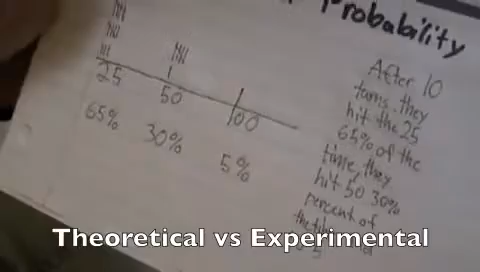 Probability
25 50 100
65% 30% 5%
After 10
turns they
hit the 25
65% of the
time, they
hit 50 30%
percent of
Theoretical vs Experimental